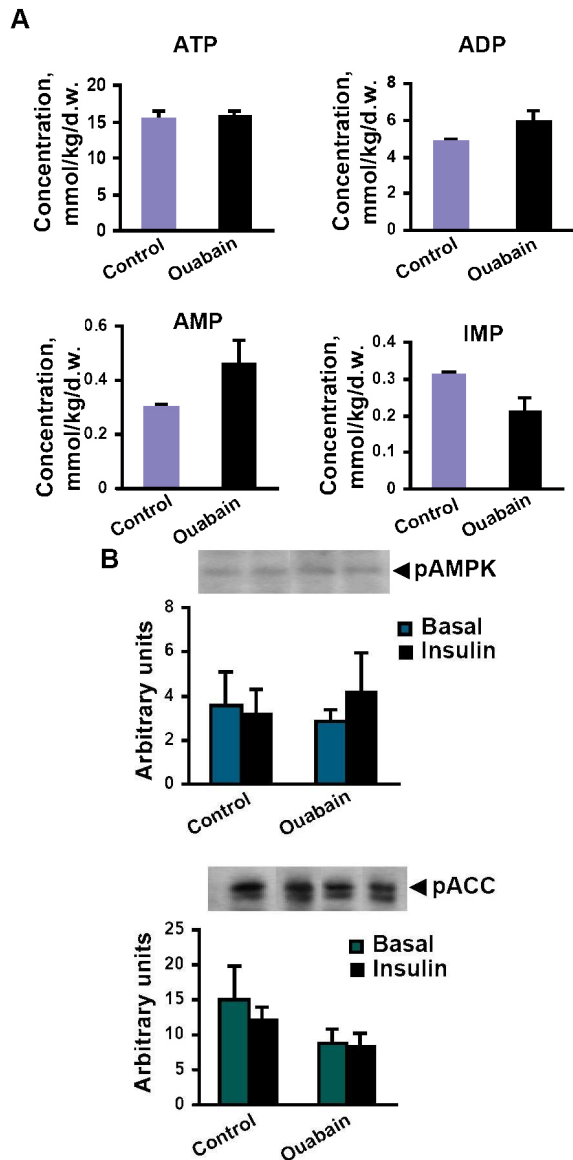 A
ATP
Concentration,
mmol/kg/d.w.
20
15
10
5
0
Control
Ouabain
ADP
Concentration,
mmol/kg/d.w.
8
6
4
2
0
Control
Ouabain
AMP
Concentration,
mmol/kg/d.w.
0.6
0.4
0.2
0
Control
Ouabain
IMP
Concentration,
mmol/kg/d.w.
0.4
0.3
0.2
0.1
0
Control
Ouabain
B
pAMPK
Arbitrary units
8
6
4
2
0
Basal
Insulin
Control
Ouabain
pACC
Arbitrary units
25
20
15
10
5
0
Basal
Insulin
Control
Ouabain